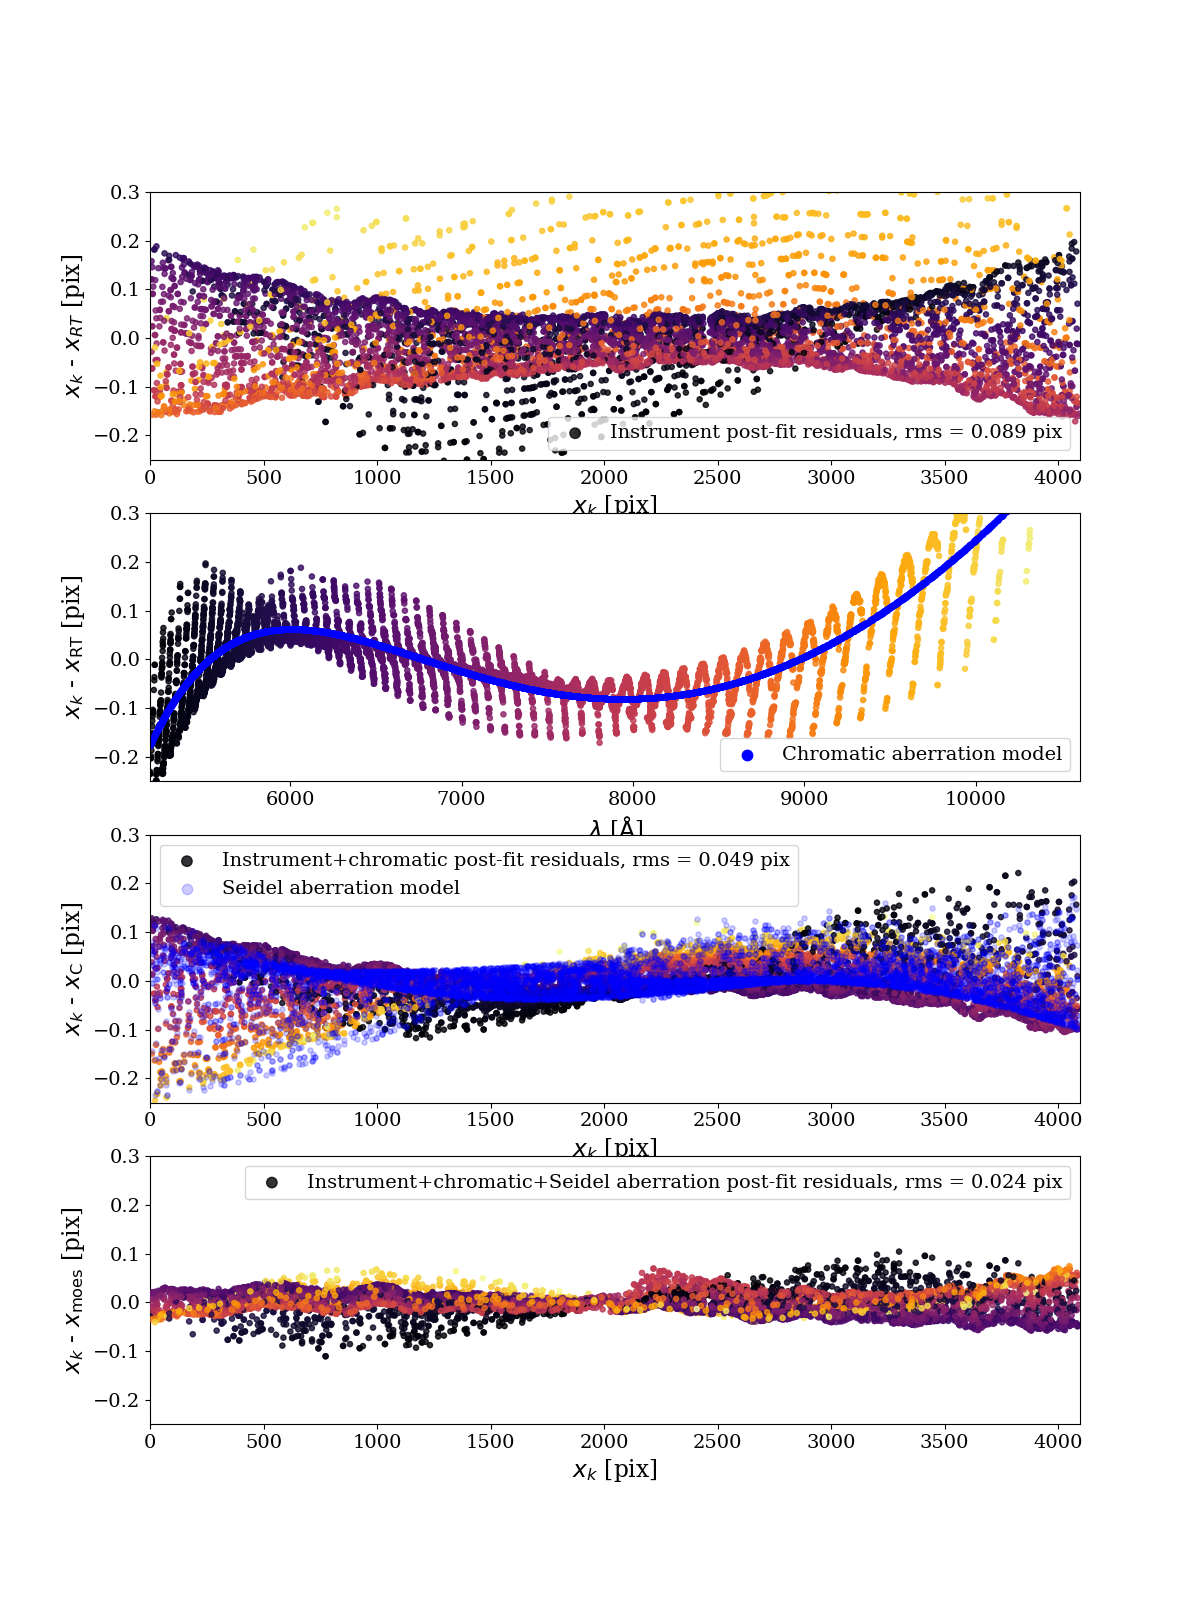 0.3
0.2
0.1
0.0
−0.1
−0.2
x_k - x_RT [pix]
Instrument post-fit residuals, rms = 0.089 pix
0 500 1000 1500 2000 2500 3000 3500 4000
x_k [pix]
0.3
0.2
0.1
0.0
−0.1
−0.2
x_k - x_RT [pix]
Chromatic aberration model
6000 7000 8000 9000 10000
λ [Å]
0.3
0.2
0.1
0.0
−0.1
−0.2
x_k - x_C [pix]
Instrument+chromatic post-fit residuals, rms = 0.049 pix
Seidel aberration model
0 500 1000 1500 2000 2500 3000 3500 4000
x_k [pix]
0.3
0.2
0.1
0.0
−0.1
−0.2
x_k - x_moes [pix]
Instrument+chromatic+Seidel aberration post-fit residuals, rms = 0.024 pix
0 500 1000 1500 2000 2500 3000 3500 4000
x_k [pix]